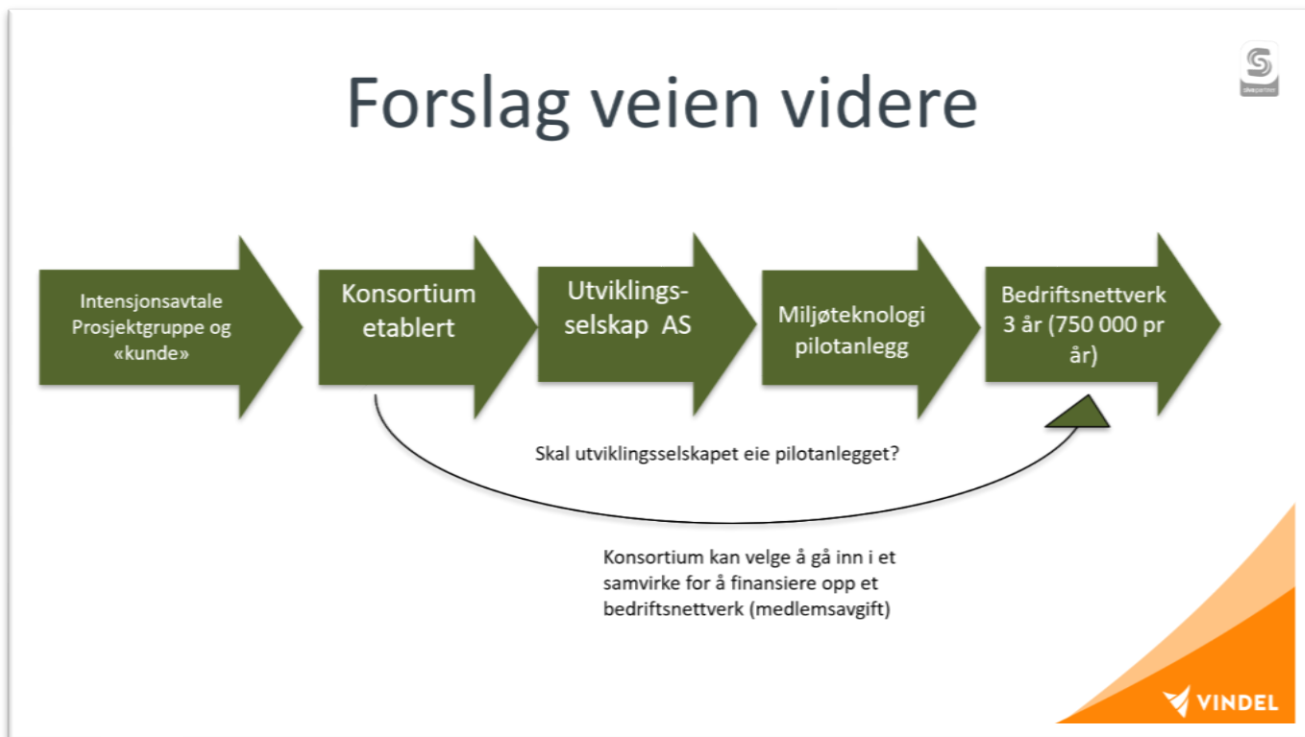 Forslag veien videre
Intensjonsavtale
Prosjektgruppe og
«kunde»
Konsortium
etablert
Utviklings-
selskap AS
Miljøteknologi
pilotanlegg
Bedriftsnettverk
3 år (750 000 pr
år)
Skal utviklingsselskapet eie pilotanlegget?
Konsortium kan velge å gå inn i et
samvirke for å finansiere opp et
bedriftsnettverk (medlemsavgift)
VINDEL